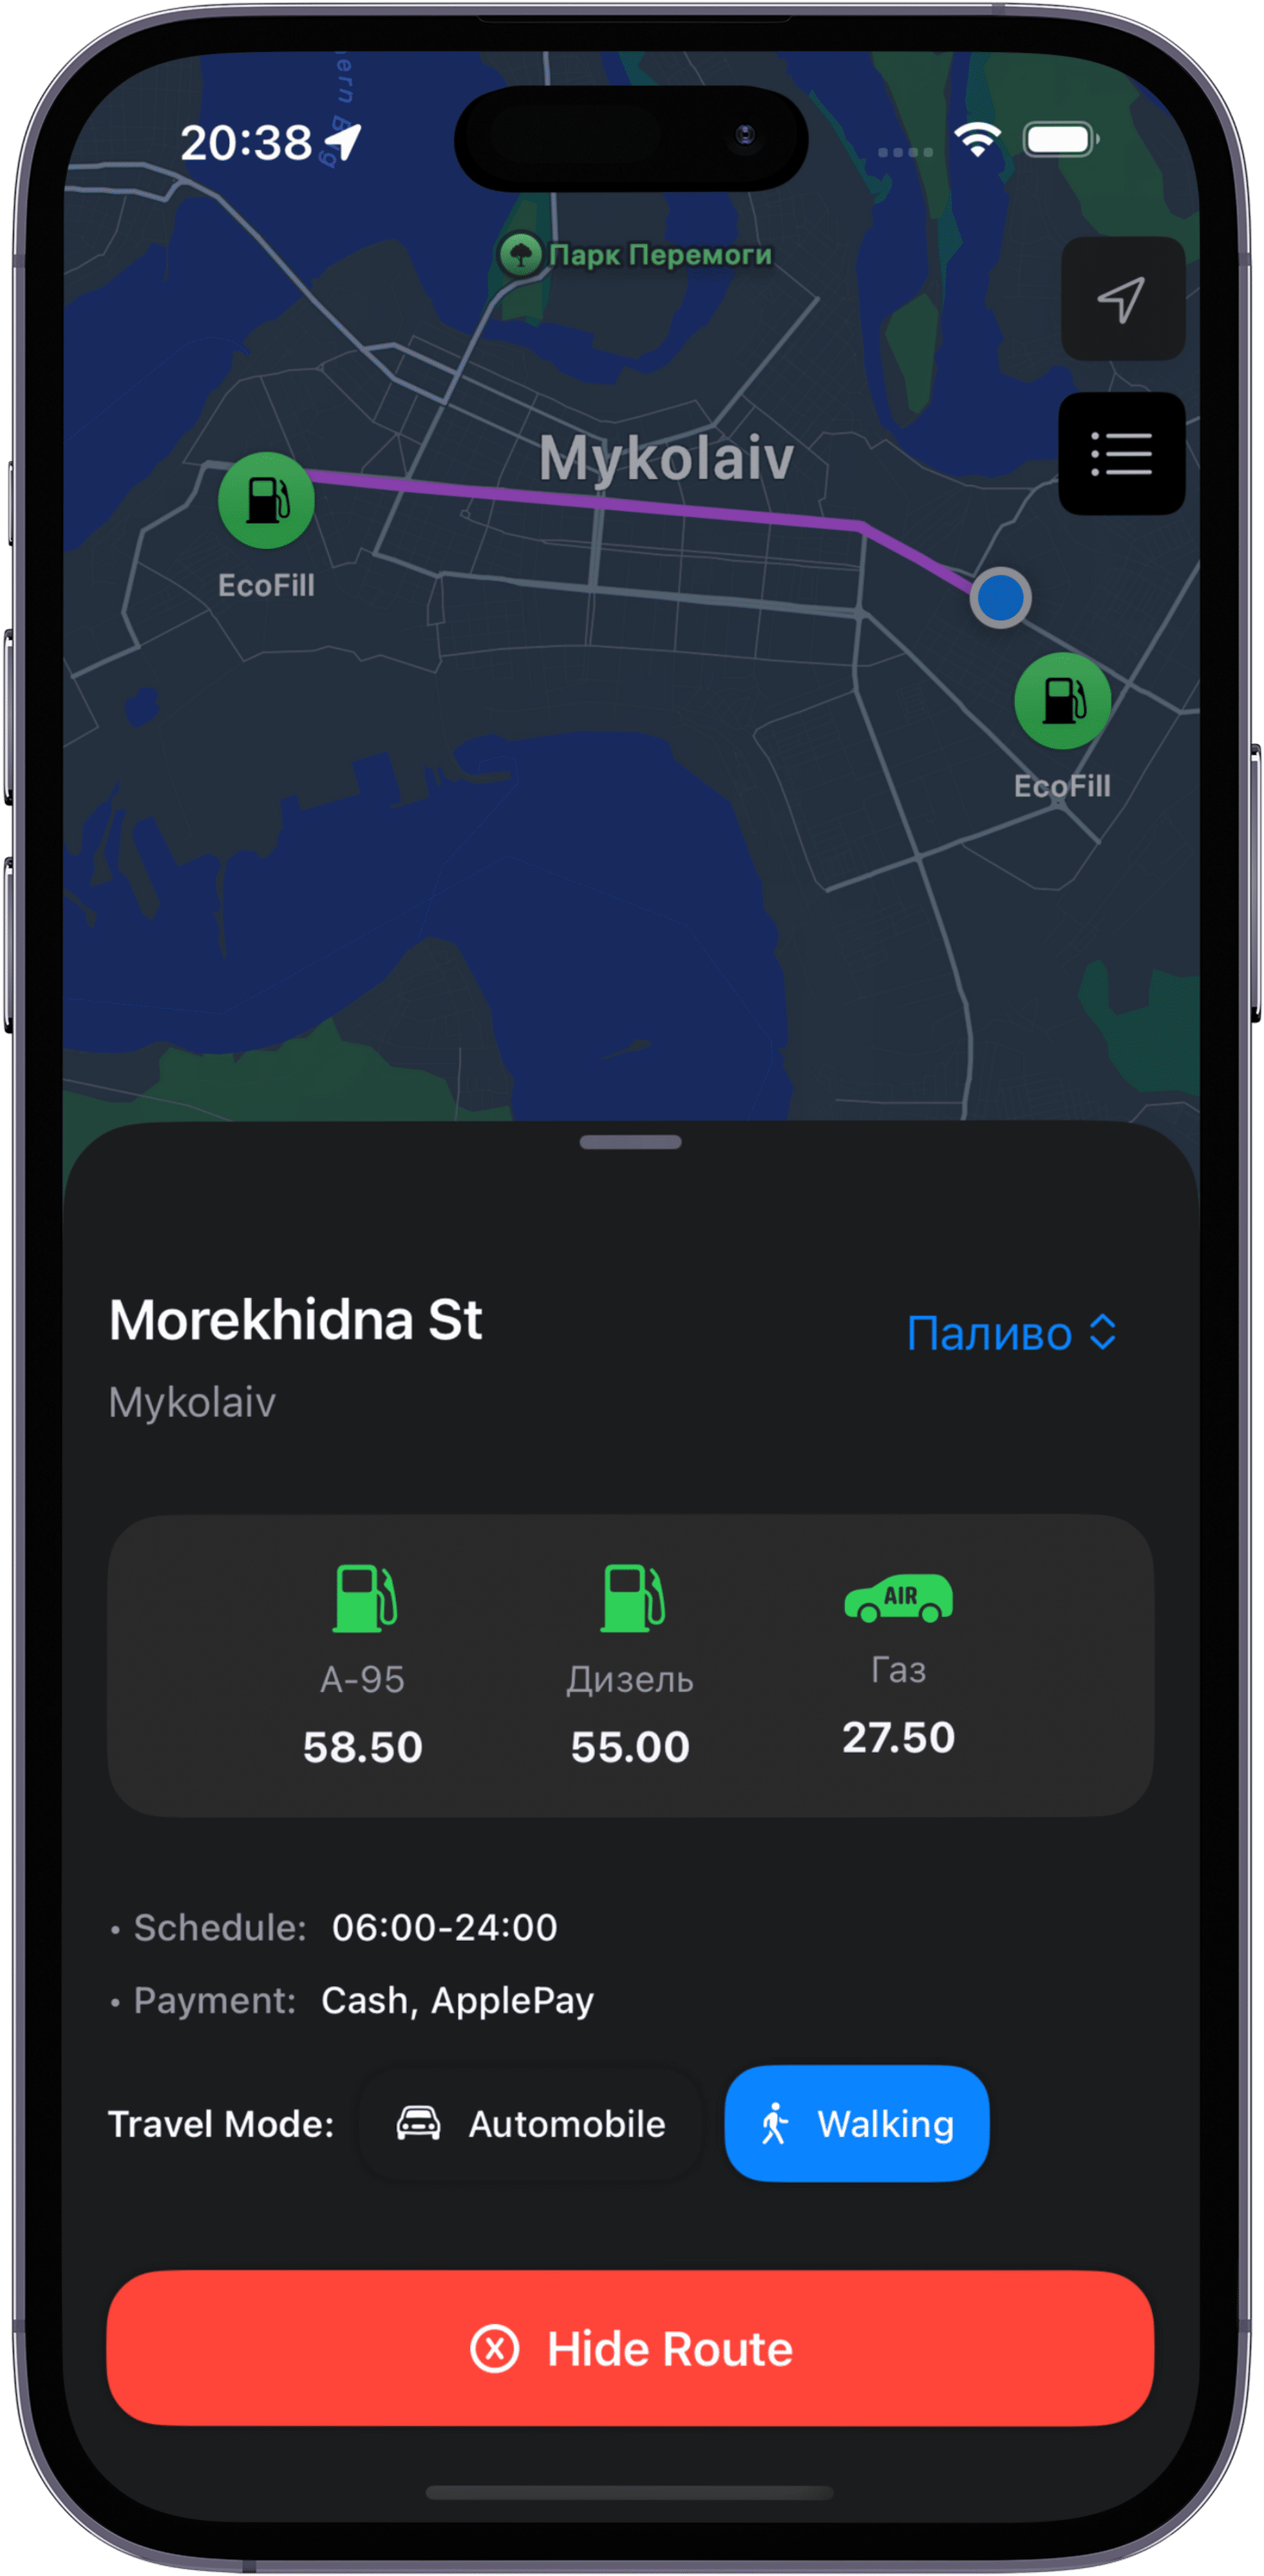 20:38
Парк Перемоги
Mykolaiv
EcoFill
EcoFill
Morekhidna St
Паливо
Mykolaiv
AIR
А-95 Дизель Газ
58.50 55.00 27.50
• Schedule: 06:00-24:00
• Payment: Cash, ApplePay
Travel Mode: Automobile Walking
Hide Route